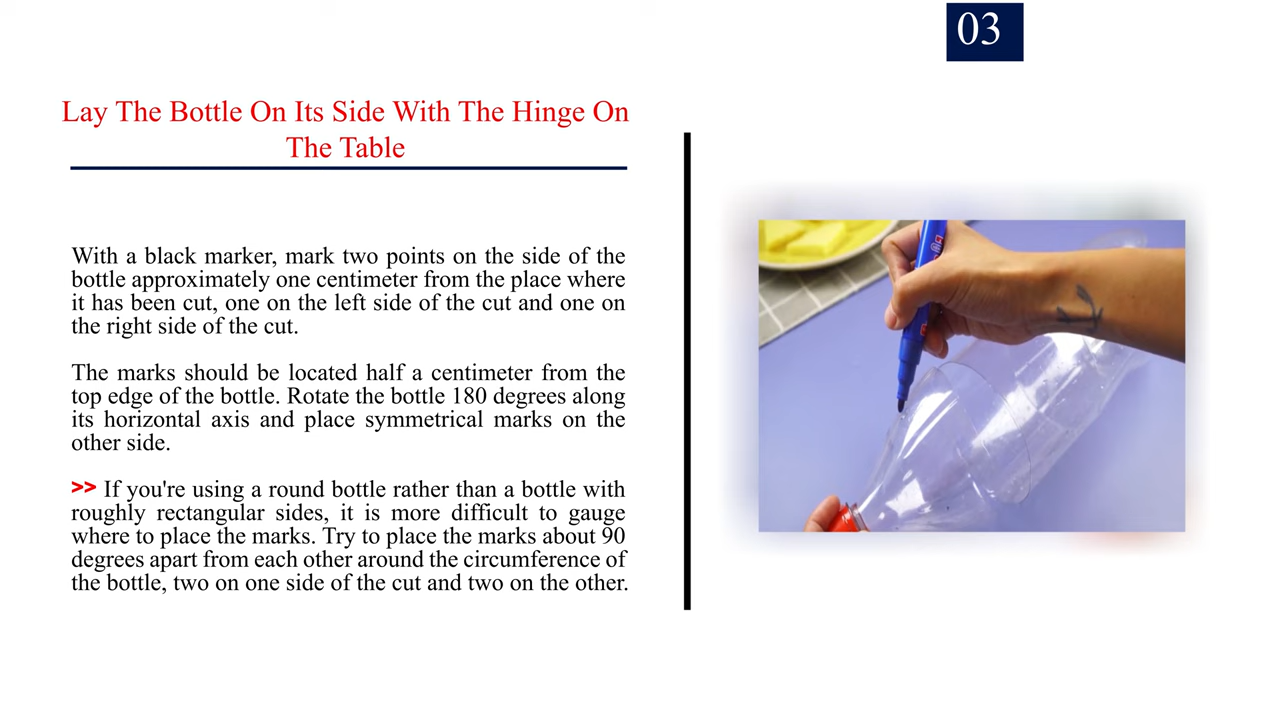 03
Lay The Bottle On Its Side With The Hinge On
The Table
With a black marker, mark two points on the side of the
bottle approximately one centimeter from the place where
it has been cut, one on the left side of the cut and one on
the right side of the cut.
The marks should be located half a centimeter from the
top edge of the bottle. Rotate the bottle 180 degrees along
its horizontal axis and place symmetrical marks on the
other side.
>> If you're using a round bottle rather than a bottle with
roughly rectangular sides, it is more difficult to gauge
where to place the marks. Try to place the marks about 90
degrees apart from each other around the circumference of
the bottle, two on one side of the cut and two on the other.